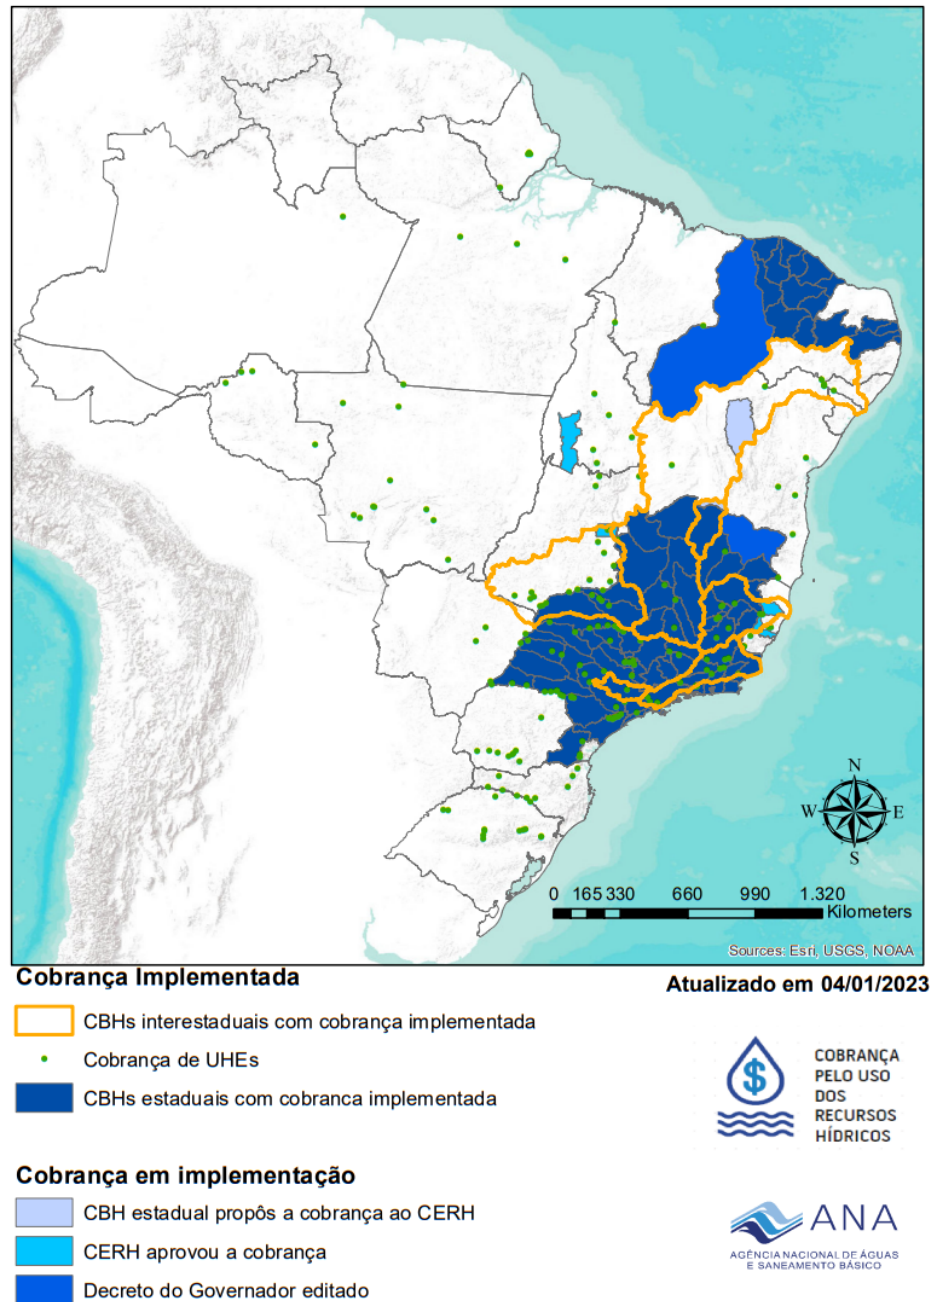 N
W
E
S
0 165 330 660 990 1.320
Kilometers
Sources: Esri, USGS, NOAA
Cobrança Implementada
Atualizado em 04/01/2023
CBHs interestaduais com cobrança implementada
Cobrança de UHEs
CBHs estaduais com cobranca implementada
COBRANÇA
PELO USO
DOS
RECURSOS
HÍDRICOS
$
Cobrança em implementação
CBH estadual propôs a cobrança ao CERH
CERH aprovou a cobrança
Decreto do Governador editado
ANA
AGÊNCIA NACIONAL DE ÁGUAS
E SANEAMENTO BÁSICO